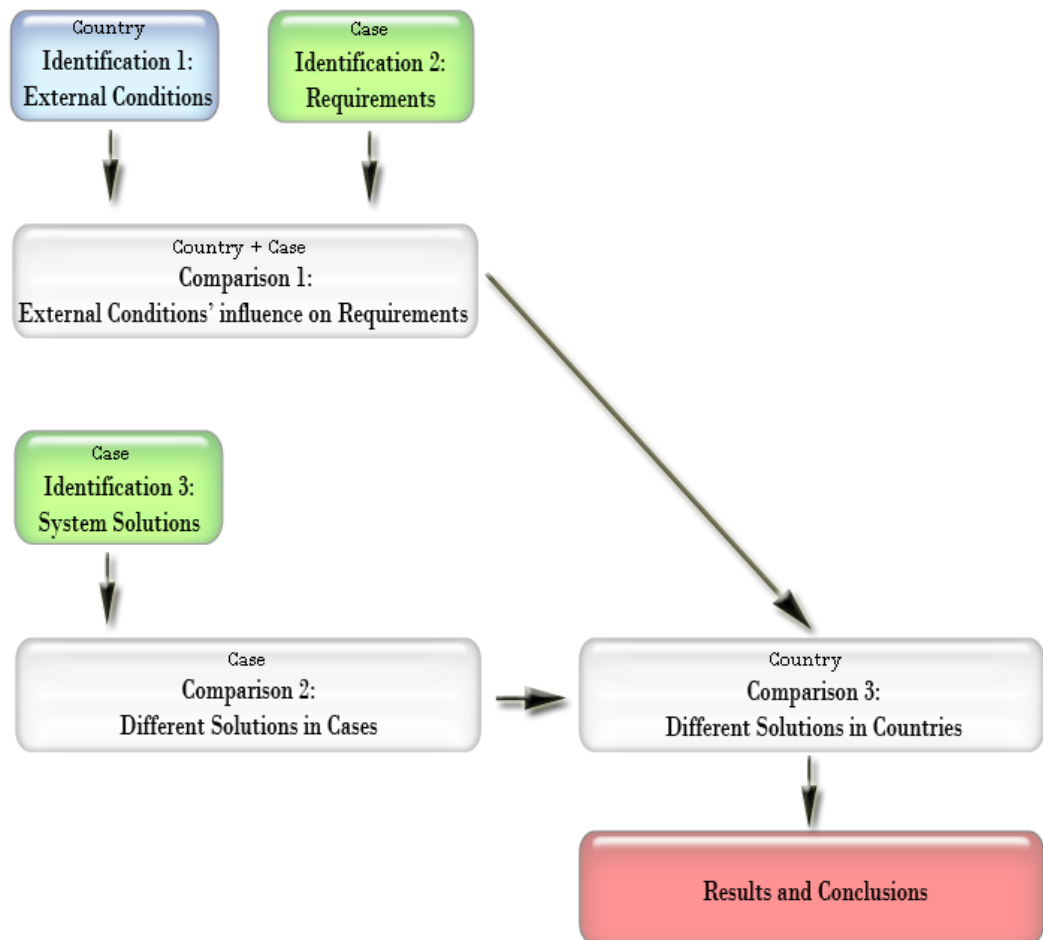 Country
Identification 1:
External Conditions
Case
Identification 2:
Requirements
Country + Case
Comparison 1:
External Conditions’ influence on Requirements
Case
Identification 3:
System Solutions
Case
Comparison 2:
Different Solutions in Cases
Country
Comparison 3:
Different Solutions in Countries
Results and Conclusions